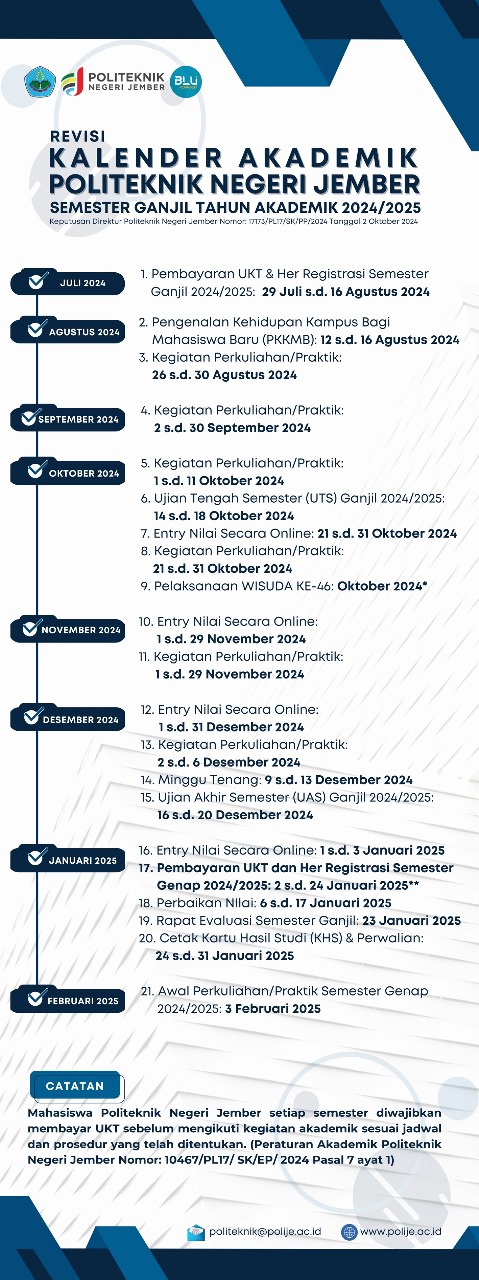 POLITEKNIK
NEGERI JEMBER
BLU
REVISI
KALENDER AKADEMIK
POLITEKNIK NEGERI JEMBER
SEMESTER GANJIL TAHUN AKADEMIK 2024/2025
Keputusan Direktur Politeknik Negeri Jember Nomor: 17173/PL17/SK/PP/2024 Tanggal 2 Oktober 2024
JULI 2024
1. Pembayaran UKT & Her Registrasi Semester
Ganjil 2024/2025: 29 Juli s.d. 16 Agustus 2024
AGUSTUS 2024
2. Pengenalan Kehidupan Kampus Bagi
Mahasiswa Baru (PKKMB): 12 s.d. 16 Agustus 2024
3. Kegiatan Perkuliahan/Praktik:
26 s.d. 30 Agustus 2024
SEPTEMBER 2024
4. Kegiatan Perkuliahan/Praktik:
2 s.d. 30 September 2024
OKTOBER 2024
5. Kegiatan Perkuliahan/Praktik:
1 s.d. 11 Oktober 2024
6. Ujian Tengah Semester (UTS) Ganjil 2024/2025:
14 s.d. 18 Oktober 2024
7. Entry Nilai Secara Online: 21 s.d. 31 Oktober 2024
8. Kegiatan Perkuliahan/Praktik:
21 s.d. 31 Oktober 2024
9. Pelaksanaan WISUDA KE-46: Oktober 2024*
NOVEMBER 2024
10. Entry Nilai Secara Online:
1 s.d. 29 November 2024
11. Kegiatan Perkuliahan/Praktik:
1 s.d. 29 November 2024
DESEMBER 2024
12. Entry Nilai Secara Online:
1 s.d. 31 Desember 2024
13. Kegiatan Perkuliahan/Praktik:
2 s.d. 6 Desember 2024
14. Minggu Tenang: 9 s.d. 13 Desember 2024
15. Ujian Akhir Semester (UAS) Ganjil 2024/2025:
16 s.d. 20 Desember 2024
JANUARI 2025
16. Entry Nilai Secara Online: 1 s.d. 3 Januari 2025
17. Pembayaran UKT dan Her Registrasi Semester
Genap 2024/2025: 2 s.d. 24 Januari 2025**
18. Perbaikan Nilai: 6 s.d. 17 Januari 2025
19. Rapat Evaluasi Semester Ganjil: 23 Januari 2025
20. Cetak Kartu Hasil Studi (KHS) & Perwalian:
24 s.d. 31 Januari 2025
FEBRUARI 2025
21. Awal Perkuliahan/Praktik Semester Genap
2024/2025: 3 Februari 2025
CATATAN
Mahasiswa Politeknik Negeri Jember setiap semester diwajibkan
membayar UKT sebelum mengikuti kegiatan akademik sesuai jadwal
dan prosedur yang telah ditentukan. (Peraturan Akademik Politeknik
Negeri Jember Nomor: 10467/PL17/ SK/EP/ 2024 Pasal 7 ayat 1)
politeknik@polije.ac.id
www.polije.ac.id